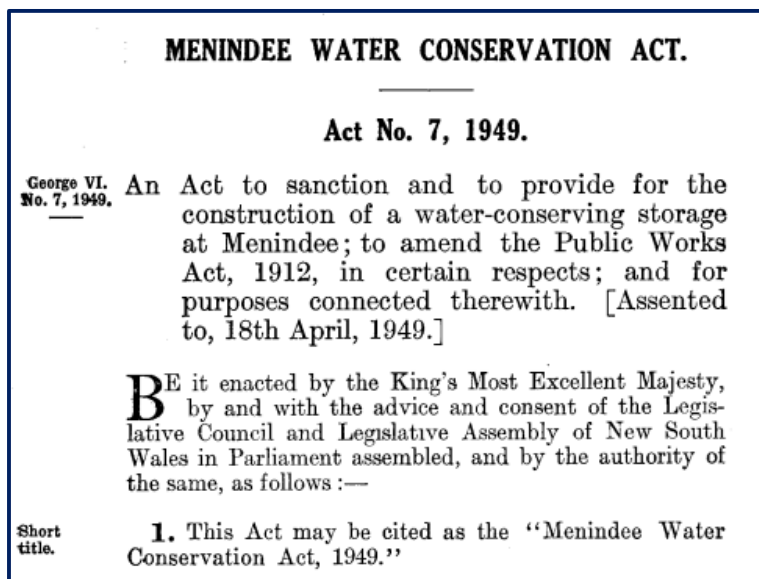 MENINDEE WATER CONSERVATION ACT.
Act No. 7, 1949.
George VI.
No. 7, 1949.
An Act to sanction and to provide for the
construction of a water-conserving storage
at Menindee; to amend the Public Works
Act, 1912, in certain respects; and for
purposes connected therewith. [Assented
to, 18th April, 1949.]
BE it enacted by the King's Most Excellent Majesty,
by and with the advice and consent of the Legis-
lative Council and Legislative Assembly of New South
Wales in Parliament assembled, and by the authority of
the same, as follows:—
Short
title.
1. This Act may be cited as the "Menindee Water
Conservation Act, 1949."